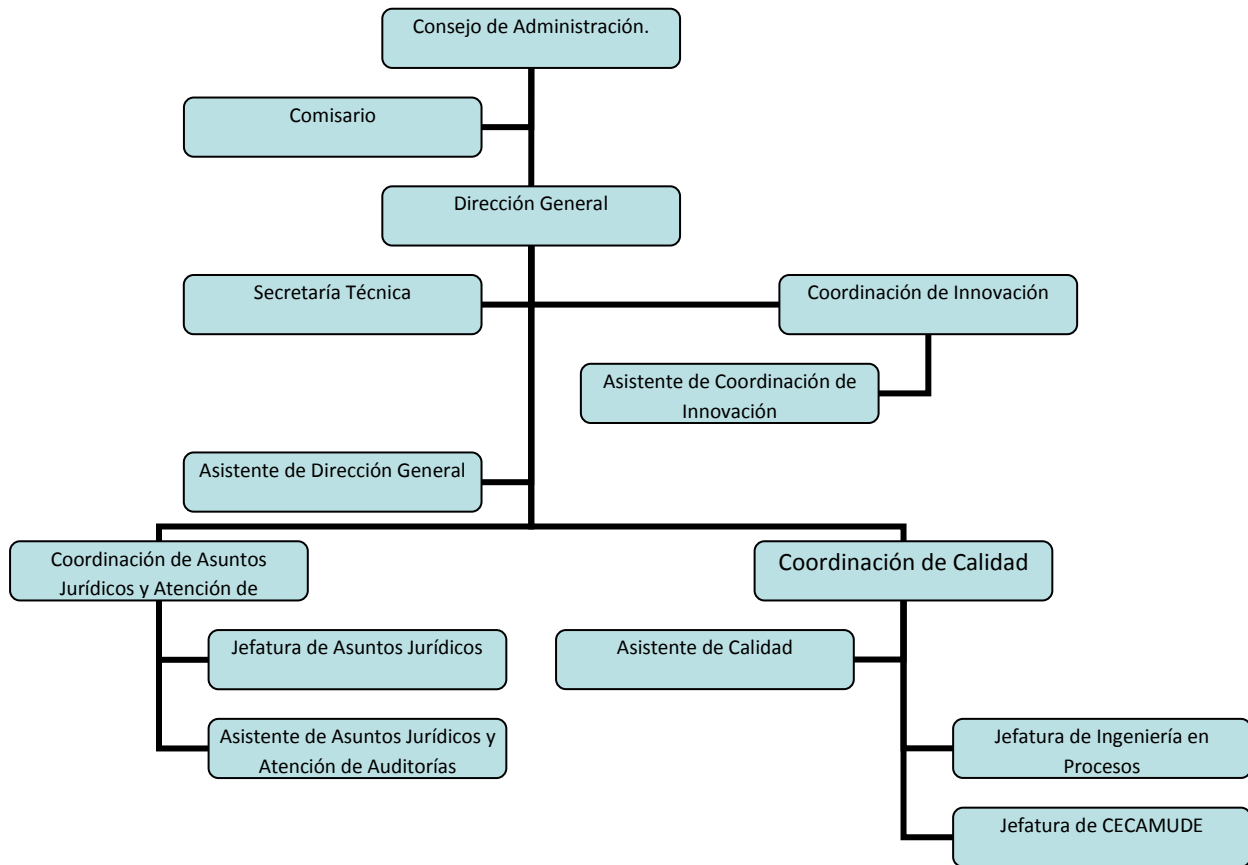 Consejo de Administración.
Comisario
Dirección General
Secretaría Técnica
Coordinación de Innovación
Asistente de Coordinación de
Innovación
Asistente de Dirección General
Coordinación de Asuntos
Jurídicos y Atención de
Coordinación de Calidad
Jefatura de Asuntos Jurídicos
Asistente de Calidad
Asistente de Asuntos Jurídicos y
Atención de Auditorías
Jefatura de Ingeniería en
Procesos
Jefatura de CECAMUDE